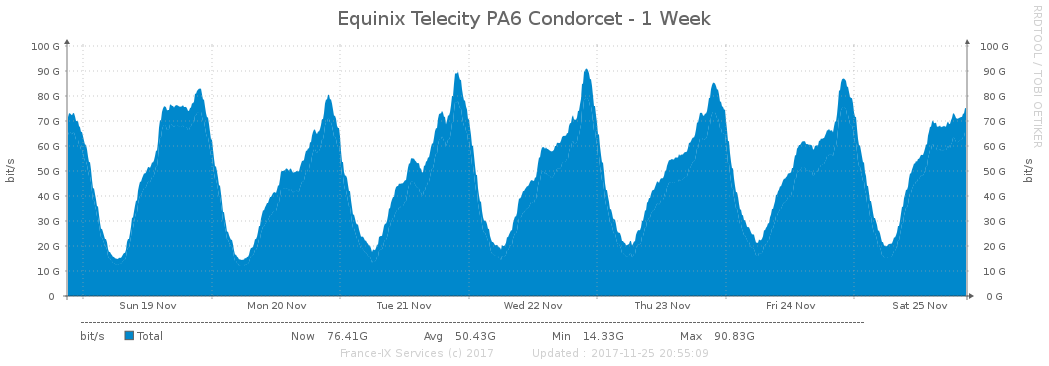 Equinix Telecity PA6 Condorcet - 1 Week
RRDTOOL / TOBI OETIKER
bit/s
100 G 100 G
90 G 90 G
80 G 80 G
70 G 70 G
60 G 60 G
50 G 50 G
40 G 40 G
30 G 30 G
20 G 20 G
10 G 10 G
0 0 G
bit/s
Sun 19 Nov Mon 20 Nov Tue 21 Nov Wed 22 Nov Thu 23 Nov Fri 24 Nov Sat 25 Nov
bit/s Total Now 76.41G Avg 50.43G Min 14.33G Max 90.83G
France-IX Services (c) 2017 Updated : 2017-11-25 20:55:09